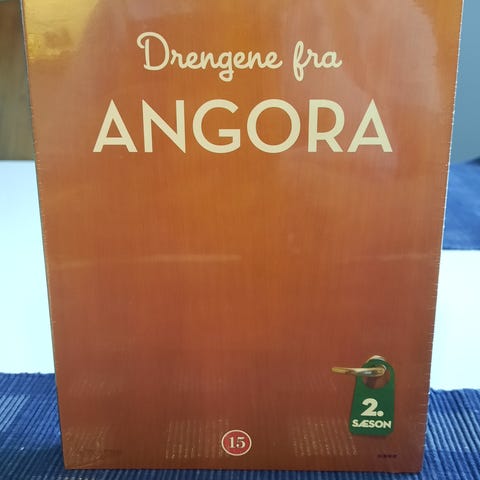 Drengene fra
ANGORA
2.
SÆSON
15